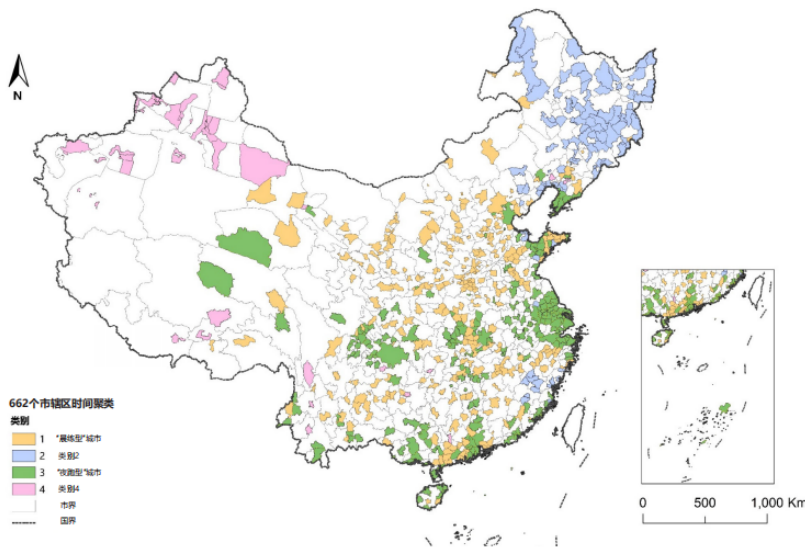 N
662个市辖区时间聚类
类别
1 "晨练型"城市
2 类别2
3 "夜跑型"城市
4 类别4
市界
国界
0 500 1,000 Km